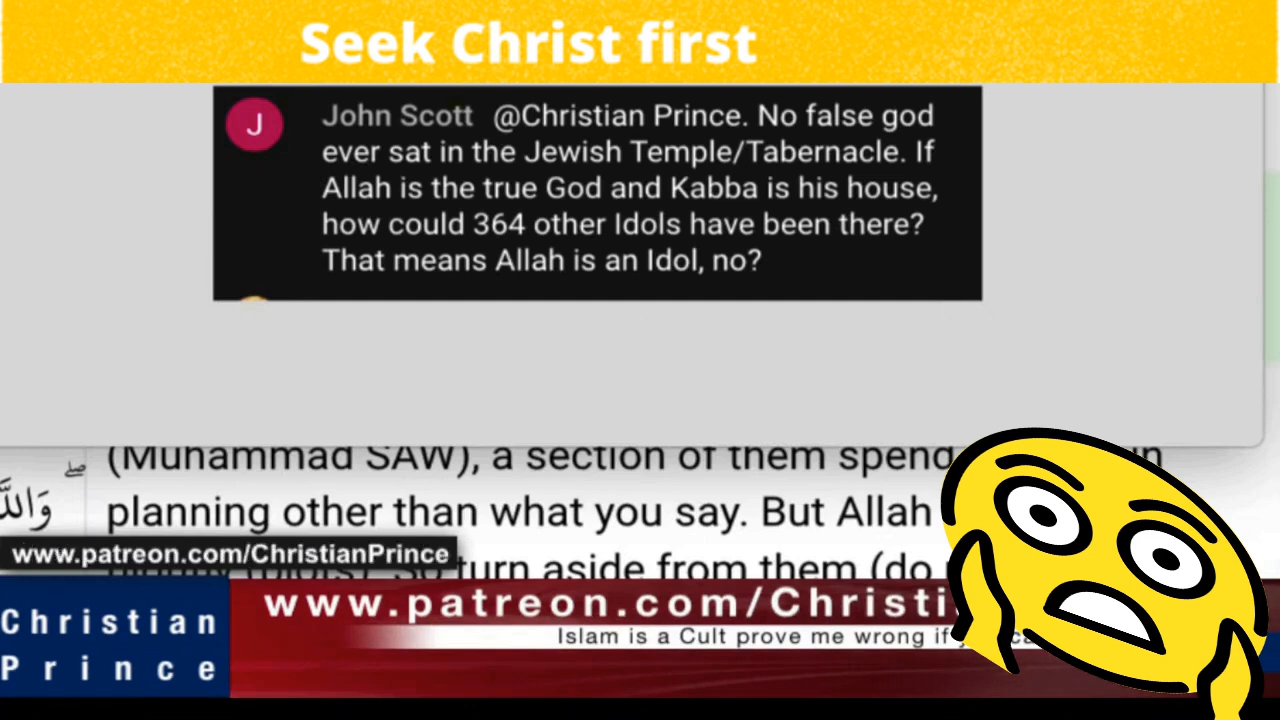 Seek Christ first
J
John Scott @Christian Prince. No false god
ever sat in the Jewish Temple/Tabernacle. If
Allah is the true God and Kabba is his house,
how could 364 other Idols have been there?
That means Allah is an Idol, no?
(Muhammad SAW), a section of them spend
planning other than what you say. But Allah
وَاللَّ
www.patreon.com/ChristianPrince
turn aside from them (do
Christian
Prince
www.patreon.com/Christi
Islam is a Cult prove me wrong if